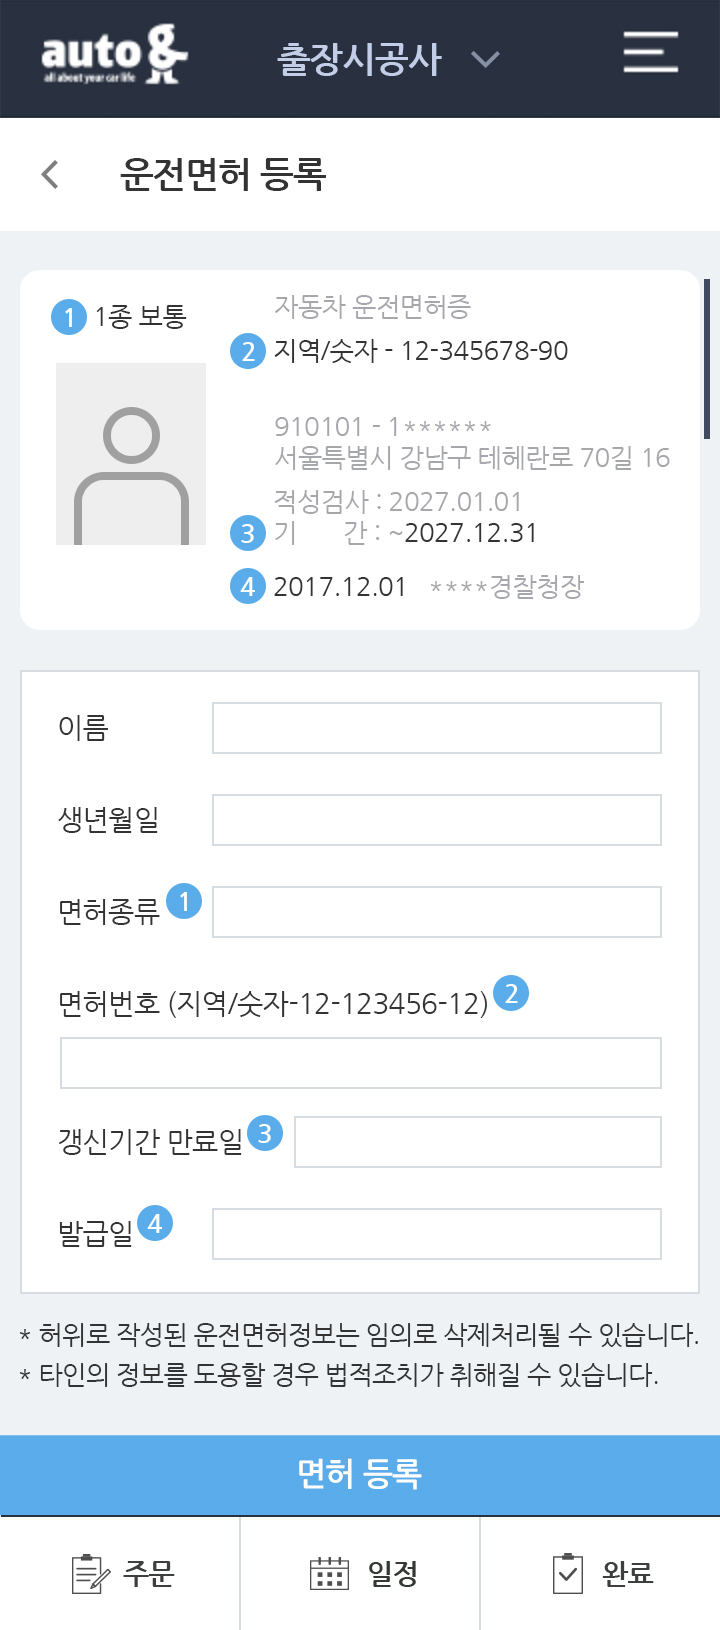 auto &
all about your car life
출장시공사
운전면허 등록
자동차 운전면허증
1 1종 보통
2 지역/숫자 - 12-345678-90
910101 - 1******
서울특별시 강남구 테헤란로 70길 16
적성검사 : 2027.01.01
3 기 간 : ~2027.12.31
4 2017.12.01 ****경찰청장
이름
생년월일
면허종류 1
면허번호 (지역/숫자-12-123456-12) 2
갱신기간 만료일 3
발급일 4
* 허위로 작성된 운전면허정보는 임의로 삭제처리될 수 있습니다.
* 타인의 정보를 도용할 경우 법적조치가 취해질 수 있습니다.
면허 등록
주문 일정 완료